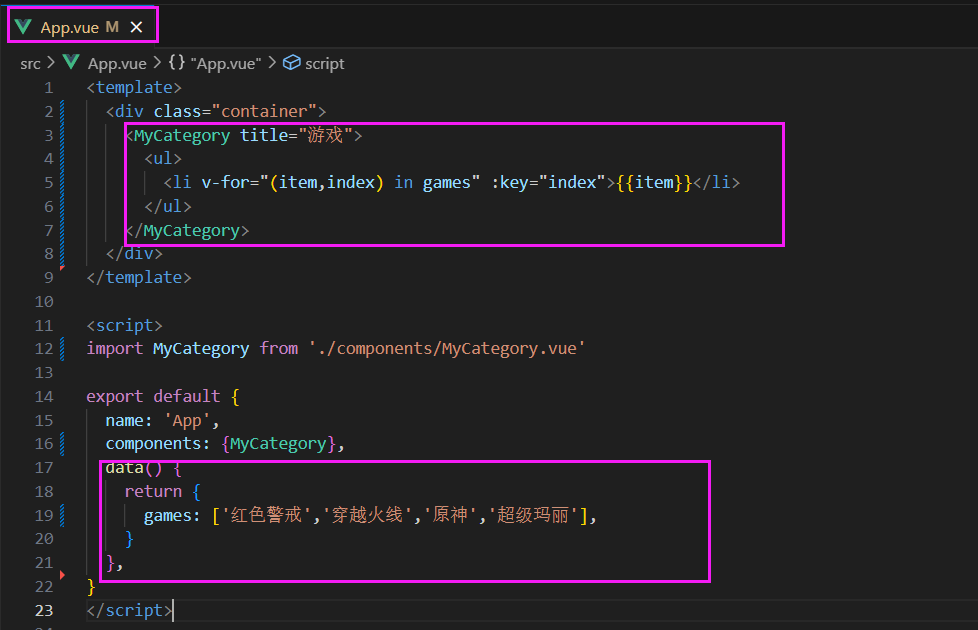 App.vue M ×
src > App.vue > {} "App.vue" > script
1 <template>
2 <div class="container">
3 <MyCategory title="游戏">
4 <ul>
5 <li v-for="(item,index) in games" :key="index">{{item}}</li>
6 </ul>
7 </MyCategory>
8 </div>
9 </template>
10
11 <script>
12 import MyCategory from './components/MyCategory.vue'
13
14 export default {
15 name: 'App',
16 components: {MyCategory},
17 data() {
18 return {
19 games: ['红色警戒','穿越火线','原神','超级玛丽'],
20 }
21 },
22 }
23 </script>